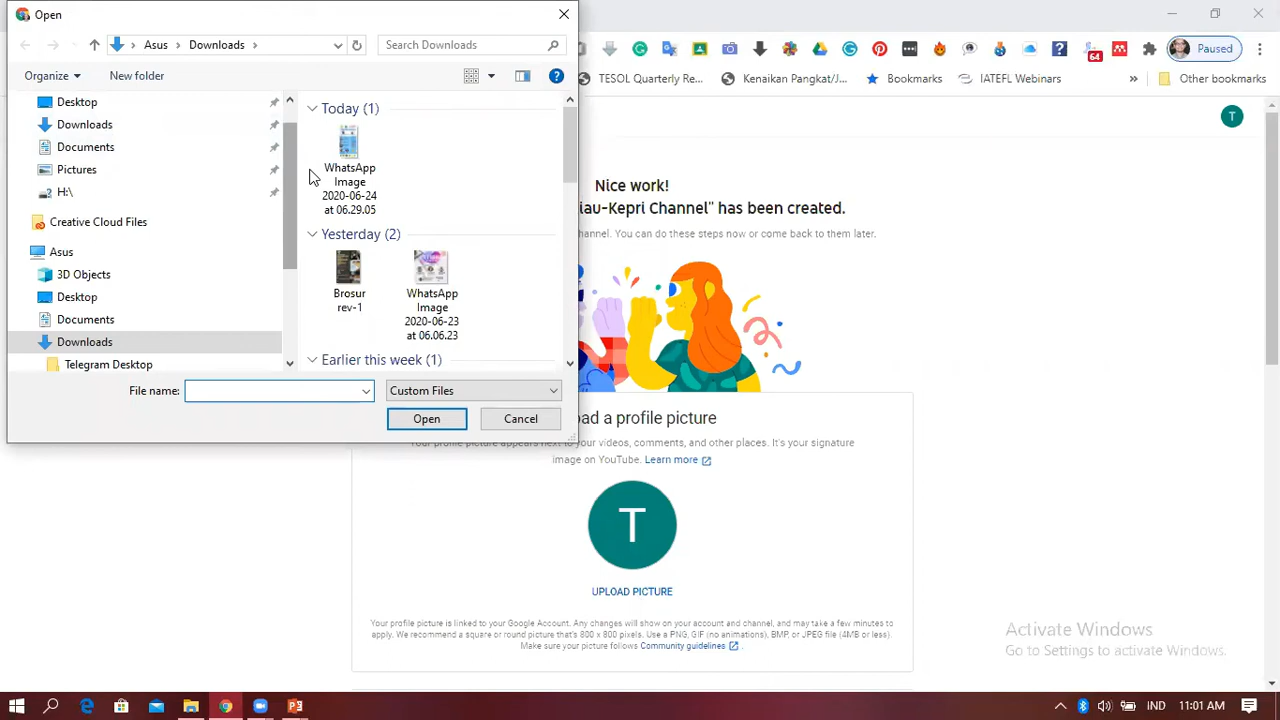 Open
Asus
Downloads
Search Downloads
Organize
New folder
Desktop
Downloads
Documents
Pictures
H:\
Creative Cloud Files
Asus
3D Objects
Desktop
Documents
Downloads
Telegram Desktop
Today (1)
WhatsApp
Image
2020-06-24
at 06.29.05
Yesterday (2)
Brosur
rev-1
WhatsApp
Image
2020-06-23
at 06.06.23
Earlier this week (1)
File name:
Custom Files
Open
Cancel
64
Paused
TESOL Quarterly Re...
Kenaikan Pangkat/J...
Bookmarks
IATEFL Webinars
»
Other bookmarks
T
Nice work!
iau-Kepri Channel" has been created.
hannel. You can do these steps now or come back to them later.
ad a profile picture
Your profile picture appears next to your videos, comments, and other places. It's your signature
image on YouTube. Learn more
T
UPLOAD PICTURE
Your profile picture is linked to your Google Account. Any changes will show on your account and channel, and may take a few minutes to
apply. We recommend a square or round picture that's 800 x 800 pixels. Use a PNG, GIF (no animations), BMP, or JPEG file (4MB or less).
Make sure your picture follows Community guidelines .
Activate Windows
Go to Settings to activate Windows.
IND
11:01 AM